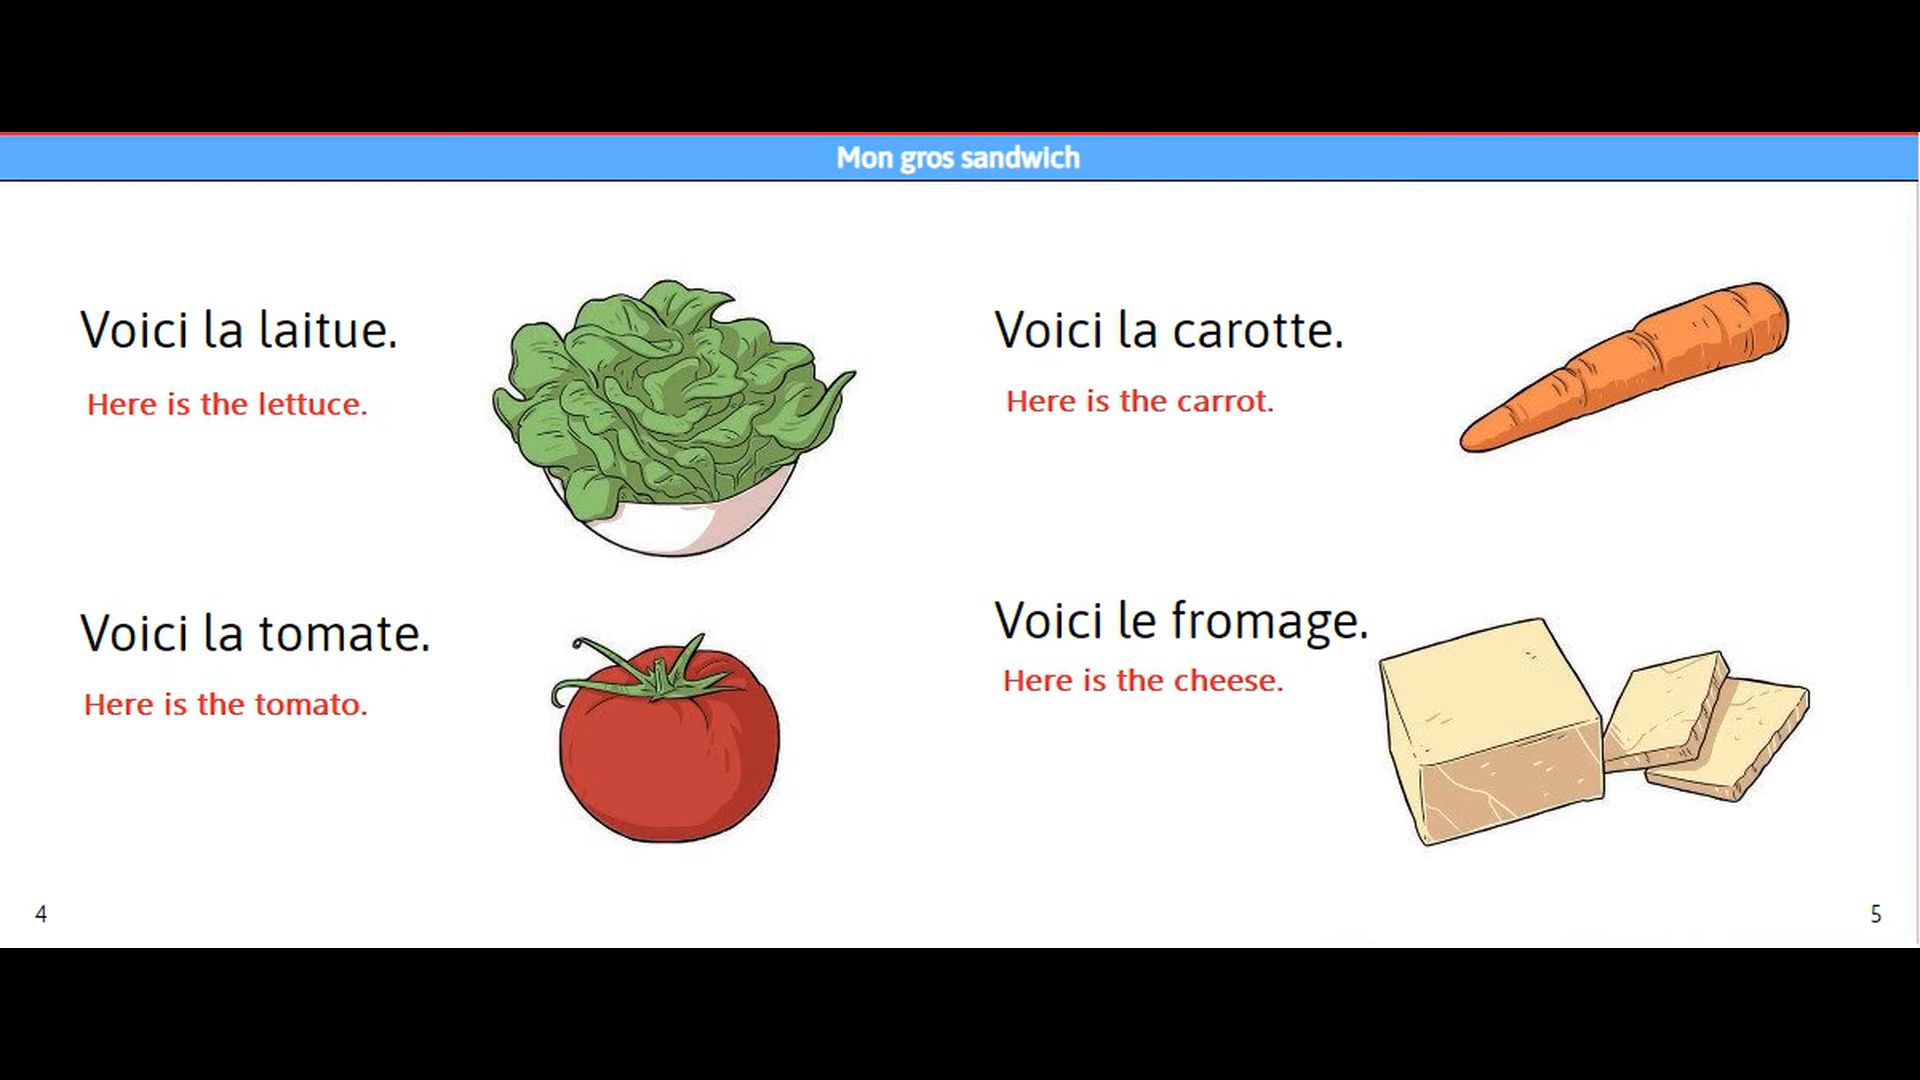 Mon gros sandwich
Voici la laitue.
Here is the lettuce.
Voici la tomate.
Here is the tomato.
4
Voici la carotte.
Here is the carrot.
Voici le fromage.
Here is the cheese.
5